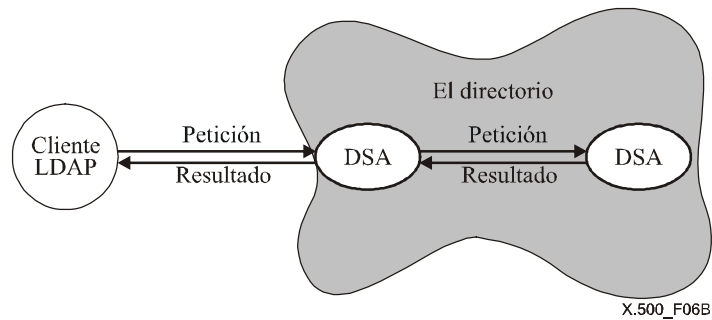 El directorio
Cliente
LDAP
Petición
Resultado
DSA
Petición
Resultado
DSA
X.500_F06B